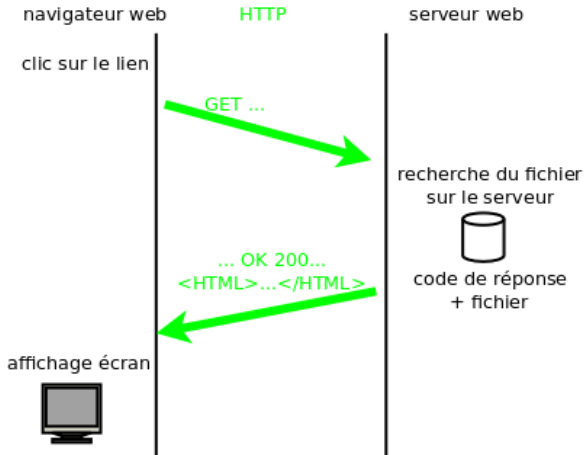 navigateur web
HTTP
serveur web
clic sur le lien
GET ...
recherche du fichier
sur le serveur
... OK 200...
<HTML>...</HTML>
code de réponse
+ fichier
affichage écran